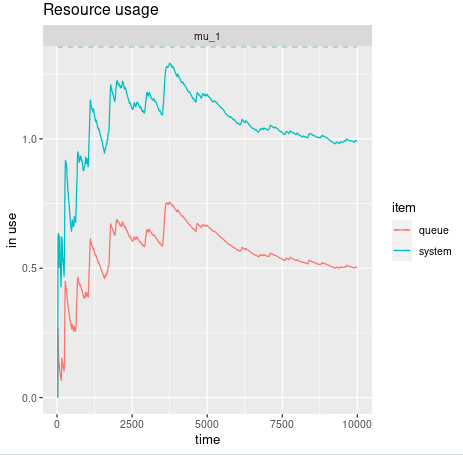 Resource usage
mu_1
1.0
0.5
0.0
in use
0
2500
5000
7500
10000
time
item
queue
system